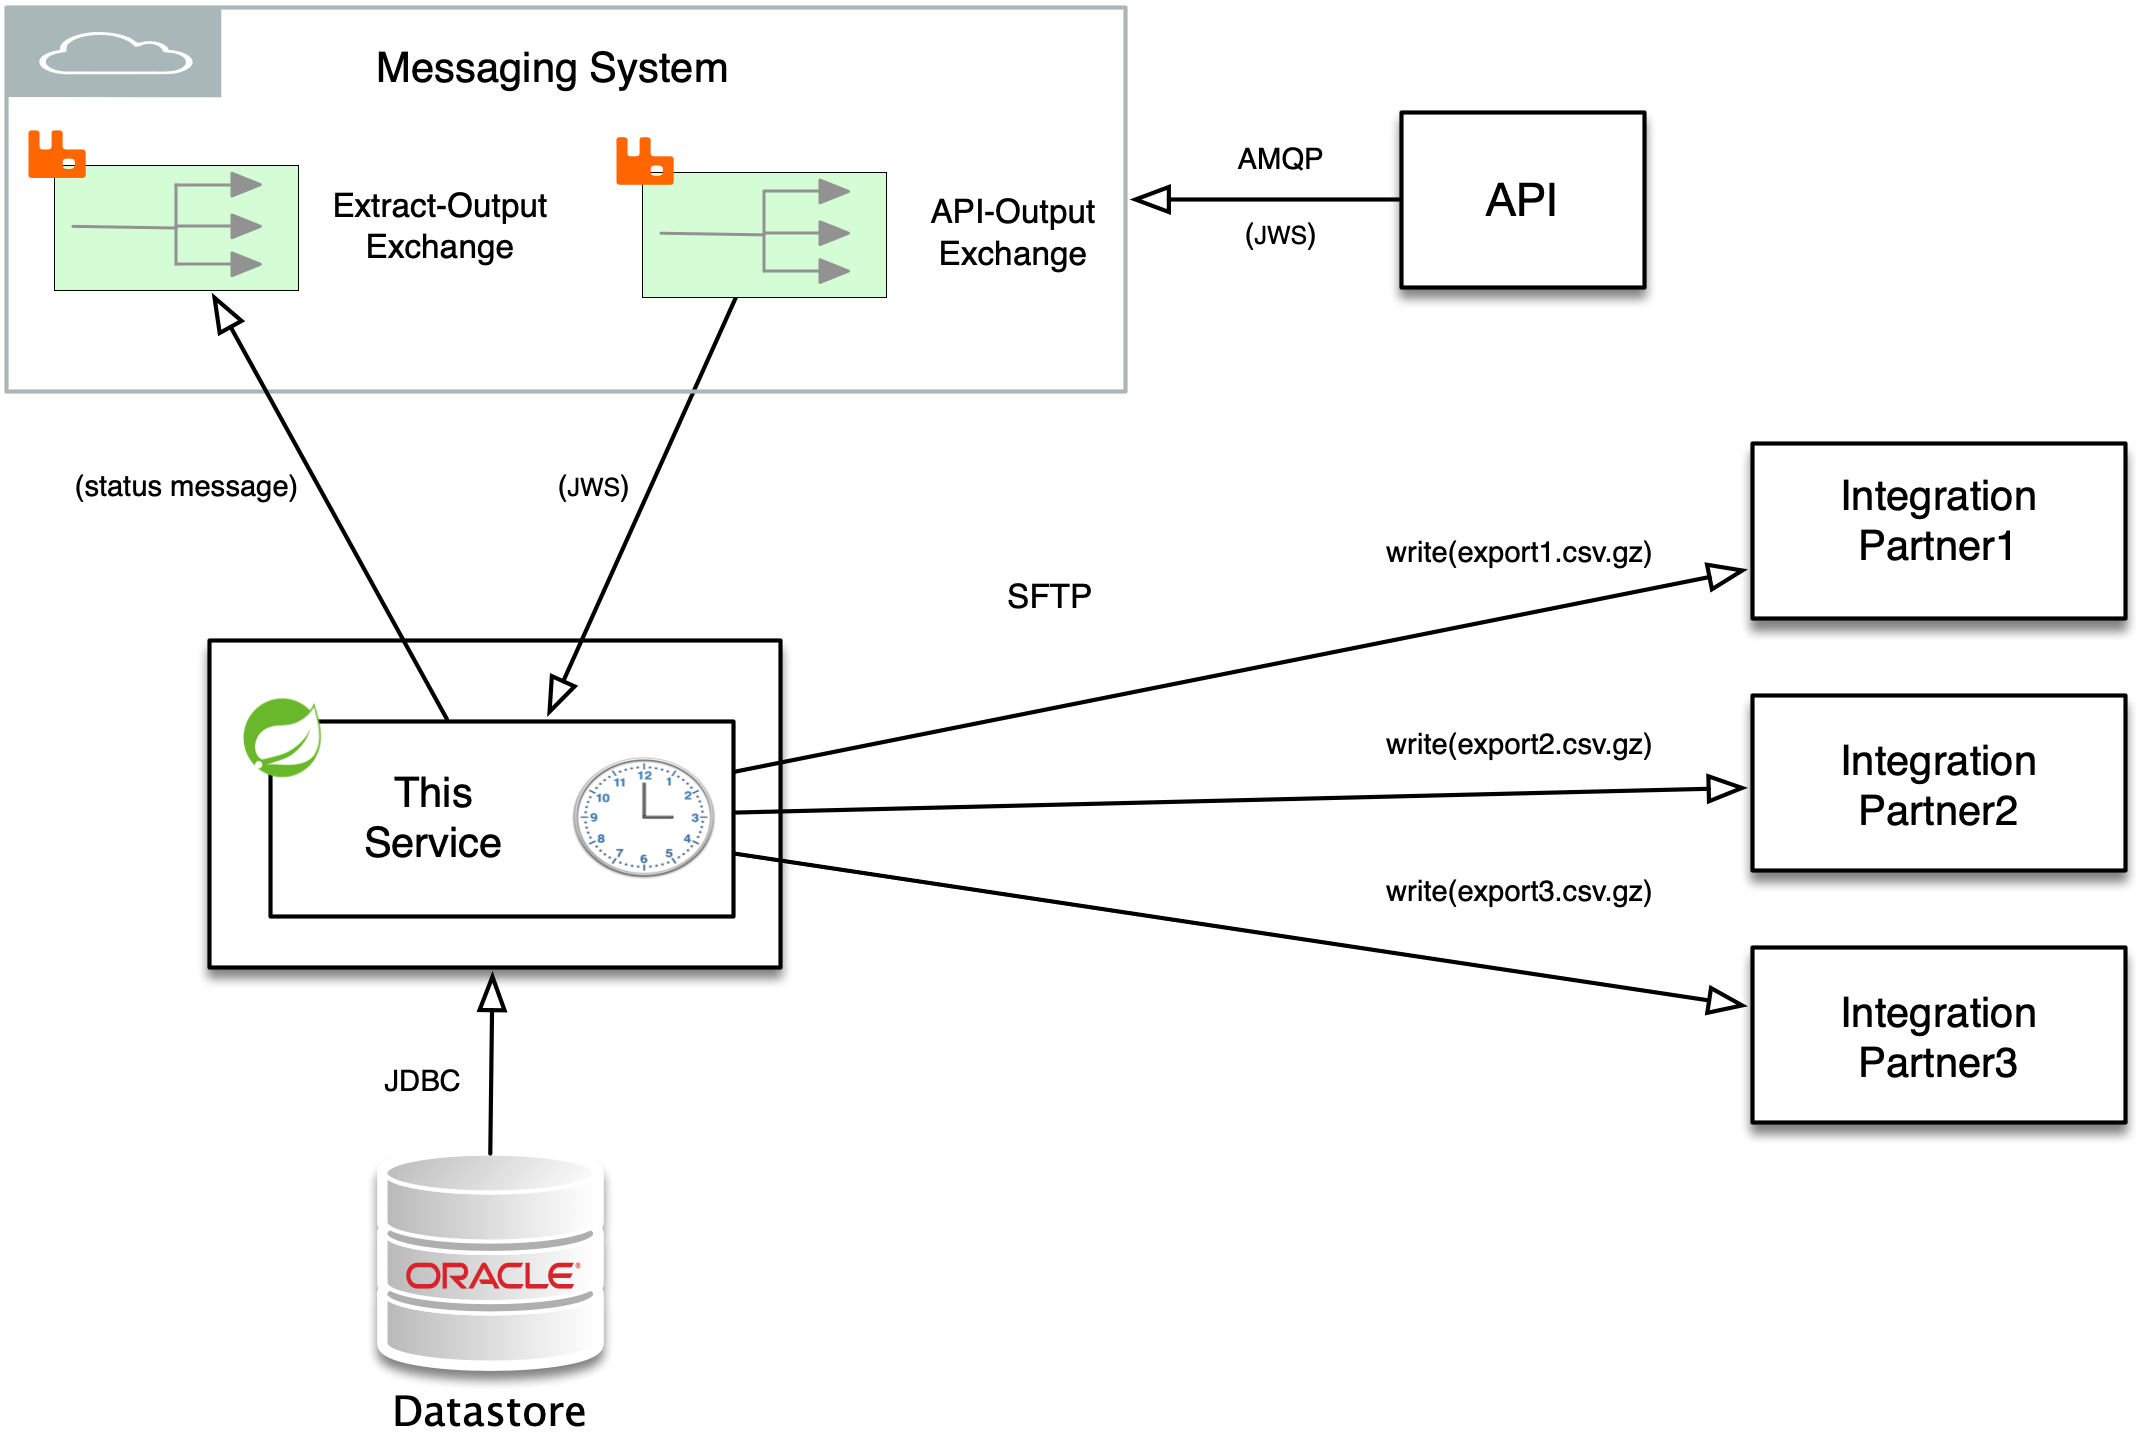 Messaging System
Extract-Output
Exchange
API-Output
Exchange
AMQP
(JWS)
API
(status message)
(JWS)
SFTP
write(export1.csv.gz)
Integration
Partner1
write(export2.csv.gz)
Integration
Partner2
write(export3.csv.gz)
Integration
Partner3
This
Service
12
1
2
3
4
5
6
7
8
9
10
11
JDBC
ORACLE®
Datastore